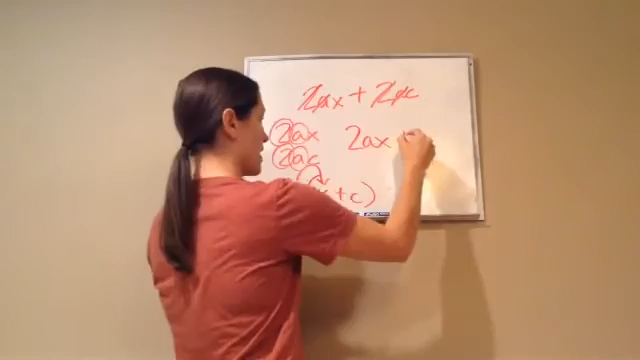 2ax + 2ac
2ax 2ax
2ac
+ c)